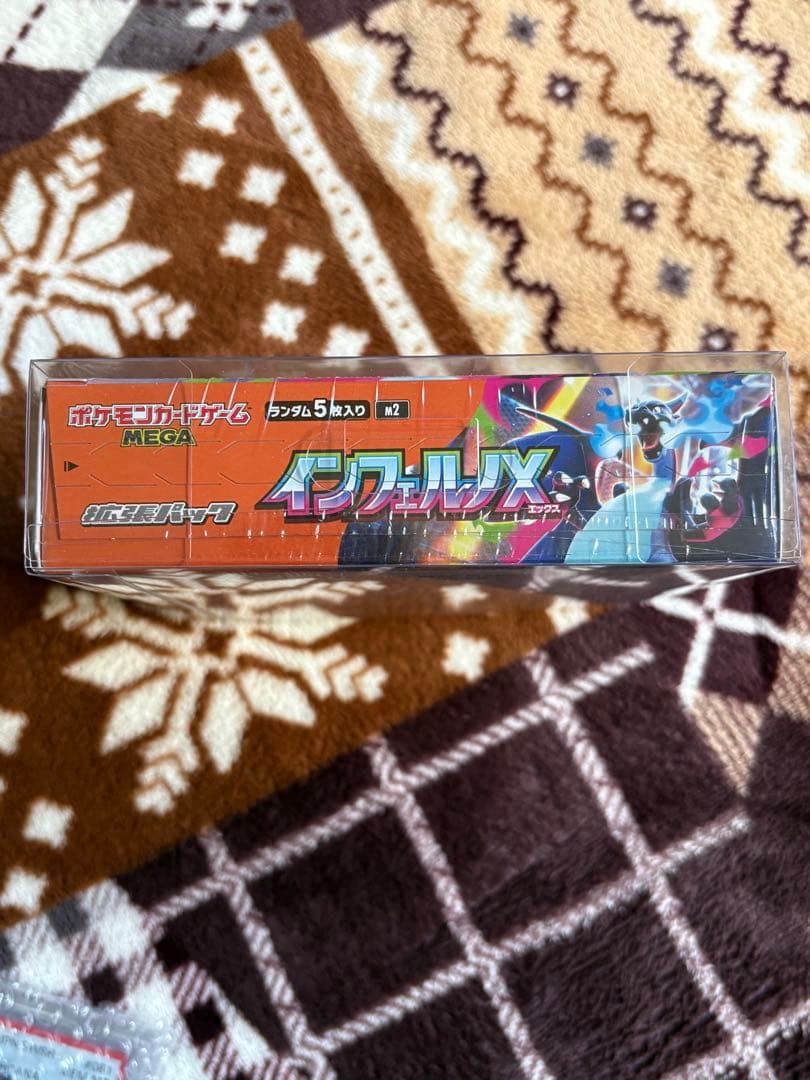 ポケモンカードゲーム
MEGA
ランダム5枚入り
M2
拡張パック
インフェルノX
エックス